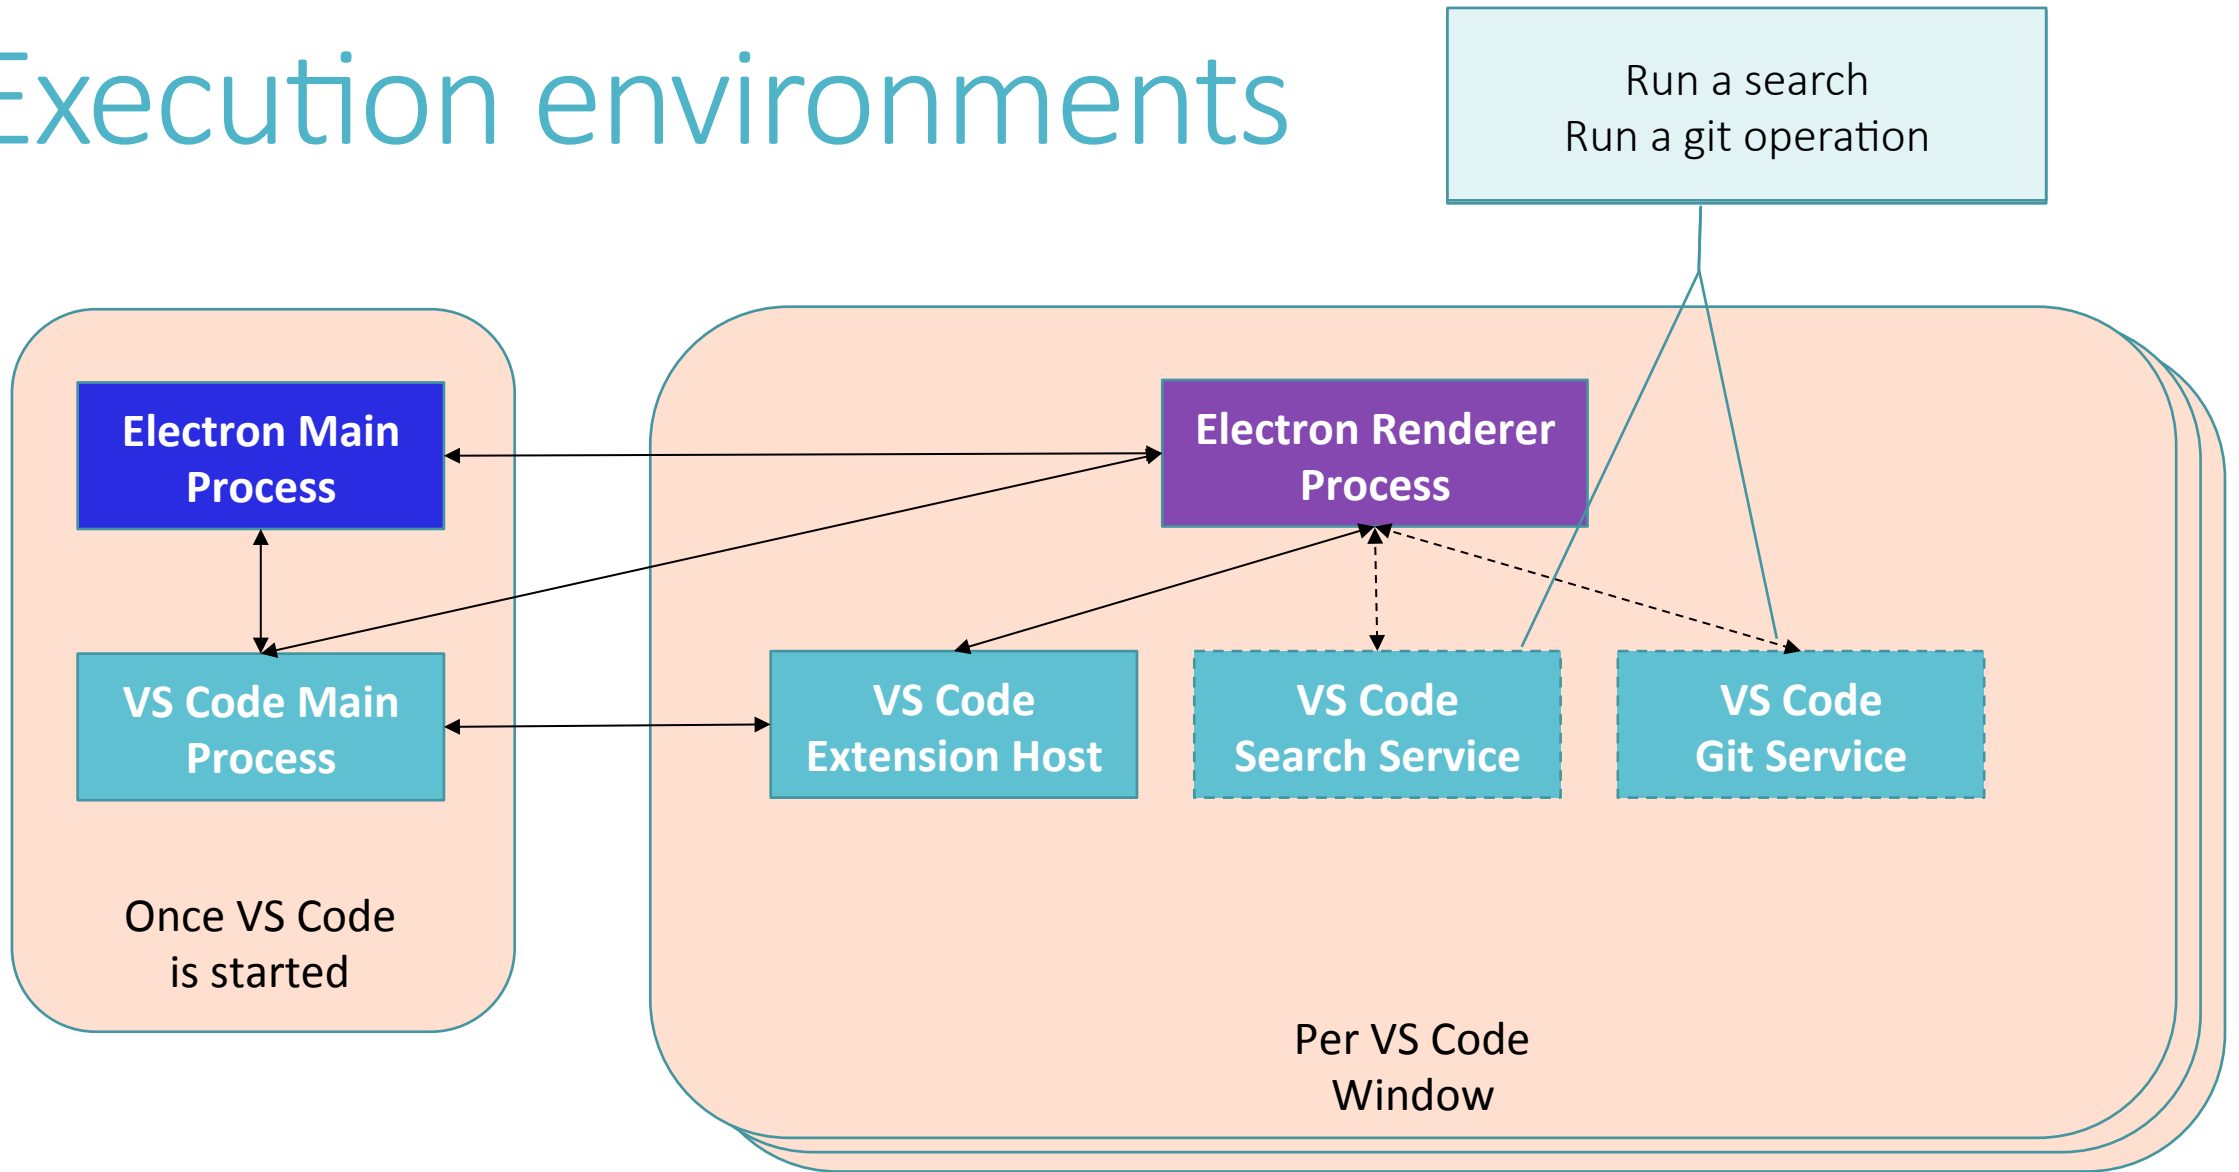 Execution environments
Run a search
Run a git operation
Electron Main
Process
Electron Renderer
Process
VS Code Main
Process
VS Code
Extension Host
VS Code
Search Service
VS Code
Git Service
Once VS Code
is started
Per VS Code
Window